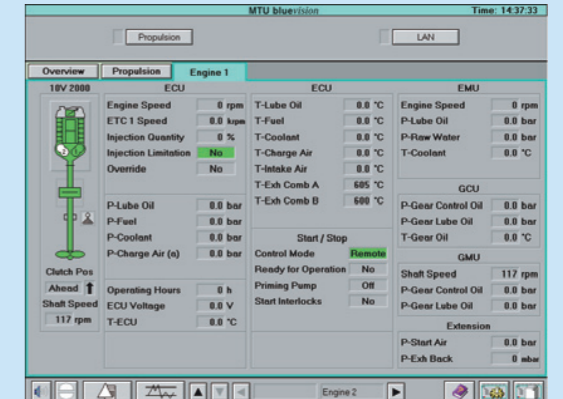 MTU bluevision Time: 14:37:33
Propulsion LAN
Overview Propulsion Engine 1
10V 2000
Clutch Pos
Ahead
Shaft Speed
117 rpm
ECU
Engine Speed 0 rpm
ETC 1 Speed 0.0 kupm
Injection Quantity 0 %
Injection Limitation No
Override No
P-Lube Oil 0.0 bar
P-Fuel 0.0 bar
P-Coolant 0.0 bar
P-Charge Air (a) 0.0 bar
Operating Hours 0 h
ECU Voltage 0.0 V
T-ECU 0.0 °C
ECU
T-Lube Oil 0.0 °C
T-Fuel 0.0 °C
T-Coolant 0.0 °C
T-Charge Air 0.0 °C
T-Intake Air 0.0 °C
T-Exh Comb A 605 °C
T-Exh Comb B 600 °C
Start / Stop
Control Mode Remote
Ready for Operation No
Priming Pump Off
Start Interlocks No
EMU
Engine Speed 0 rpm
P-Lube Oil 0.0 bar
P-Raw Water 0.0 bar
T-Coolant 0.0 °C
GCU
P-Gear Control Oil 0.0 bar
P-Gear Lube Oil 0.0 bar
T-Gear Oil 0.0 °C
GMU
Shaft Speed 117 rpm
P-Gear Control Oil 0.0 bar
P-Gear Lube Oil 0.0 bar
Extension
P-Start Air 0.0 bar
P-Exh Back 0 mbar
Engine 2